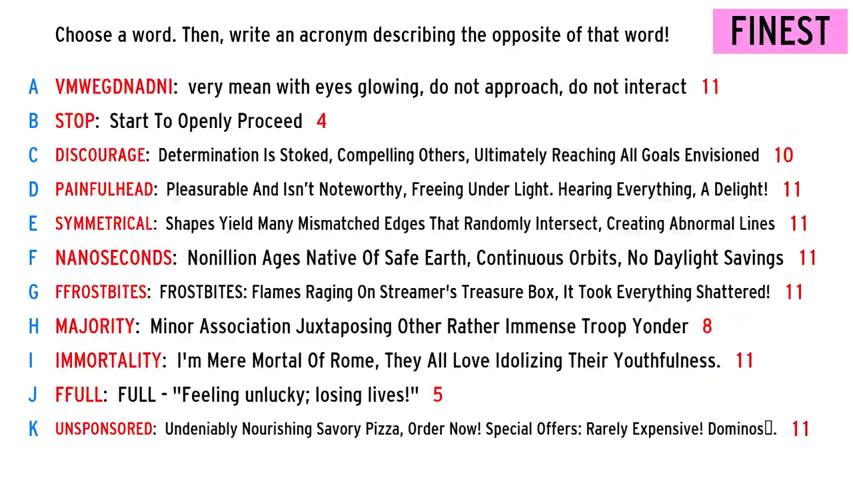 Choose a word. Then, write an acronym describing the opposite of that word!
FINEST
A VMWEGDNADNI: very mean with eyes glowing, do not approach, do not interact 11
B STOP: Start To Openly Proceed 4
C DISCOURAGE: Determination Is Stoked, Compelling Others, Ultimately Reaching All Goals Envisioned 10
D PAINFULHEAD: Pleasurable And Isn't Noteworthy, Freeing Under Light. Hearing Everything, A Delight! 11
E SYMMETRICAL: Shapes Yield Many Mismatched Edges That Randomly Intersect, Creating Abnormal Lines 11
F NANOSECONDS: Nonillion Ages Native Of Safe Earth, Continuous Orbits, No Daylight Savings 11
G FFROSTBITES: FROSTBITES: Flames Raging On Streamer's Treasure Box, It Took Everything Shattered! 11
H MAJORITY: Minor Association Juxtaposing Other Rather Immense Troop Yonder 8
I IMMORTALITY: I'm Mere Mortal Of Rome, They All Love Idolizing Their Youthfulness. 11
J FFULL: FULL - "Feeling unlucky; losing lives!" 5
K UNSPONSORED: Undeniably Nourishing Savory Pizza, Order Now! Special Offers: Rarely Expensive! Dominos▯. 11